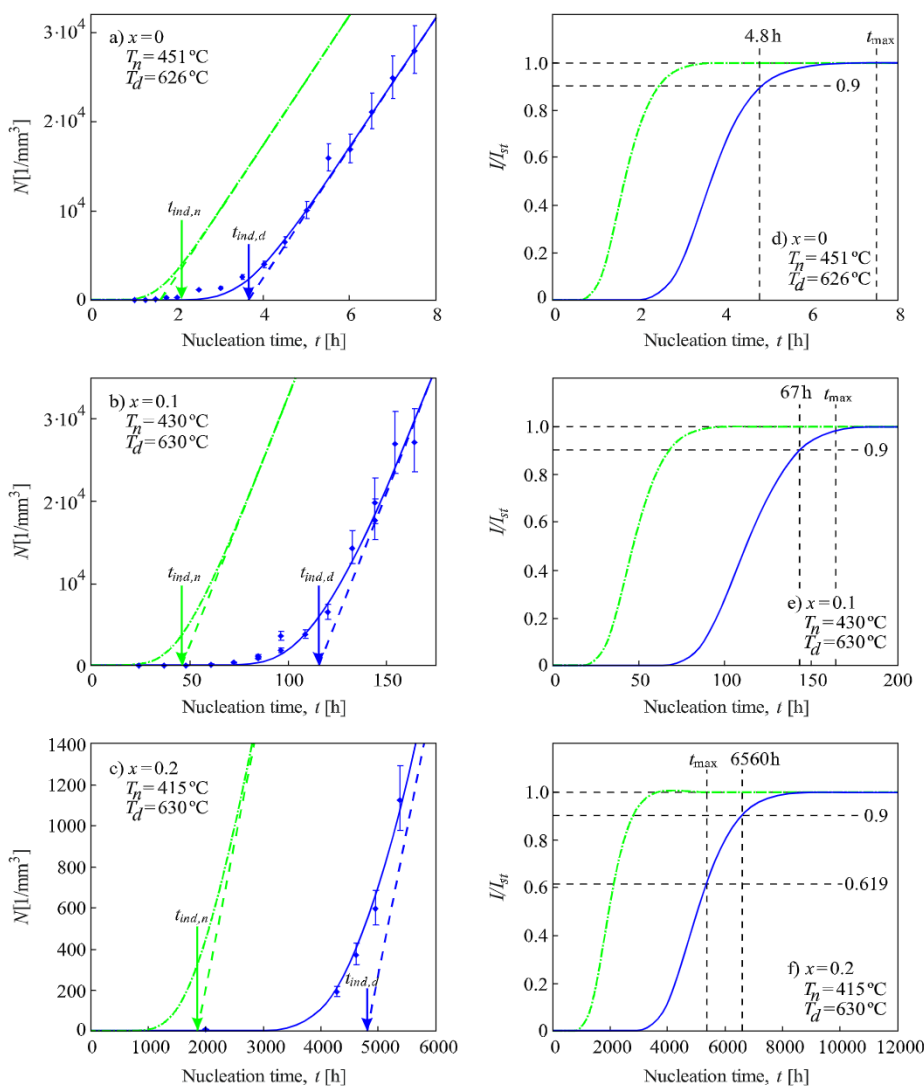 a) x=0
Tn=451°C
Td=626°C
3·10⁴
2·10⁴
10⁴
0
N[1/mm³]
tind,n
tind,d
0 2 4 6 8
Nucleation time, t [h]
4.8h
tmax
1.0
0.8
0.6
0.4
0.2
0
I/Ist
0.9
d) x=0
Tn=451°C
Td=626°C
0 2 4 6 8
Nucleation time, t [h]
b) x=0.1
Tn=430°C
Td=630°C
3·10⁴
2·10⁴
10⁴
0
N[1/mm³]
tind,n
tind,d
0 50 100 150
Nucleation time, t [h]
67h
tmax
1.0
0.8
0.6
0.4
0.2
0
I/Ist
0.9
e) x=0.1
Tn=430°C
Td=630°C
0 50 100 150 200
Nucleation time, t [h]
c) x=0.2
Tn=415°C
Td=630°C
1400
1200
1000
800
600
400
200
0
N[1/mm³]
tind,n
tind,d
0 1000 2000 3000 4000 5000 6000
Nucleation time, t [h]
tmax
6560h
1.0
0.8
0.6
0.4
0.2
0
I/Ist
0.9
0.619
f) x=0.2
Tn=415°C
Td=630°C
0 2000 4000 6000 8000 10000 12000
Nucleation time, t [h]